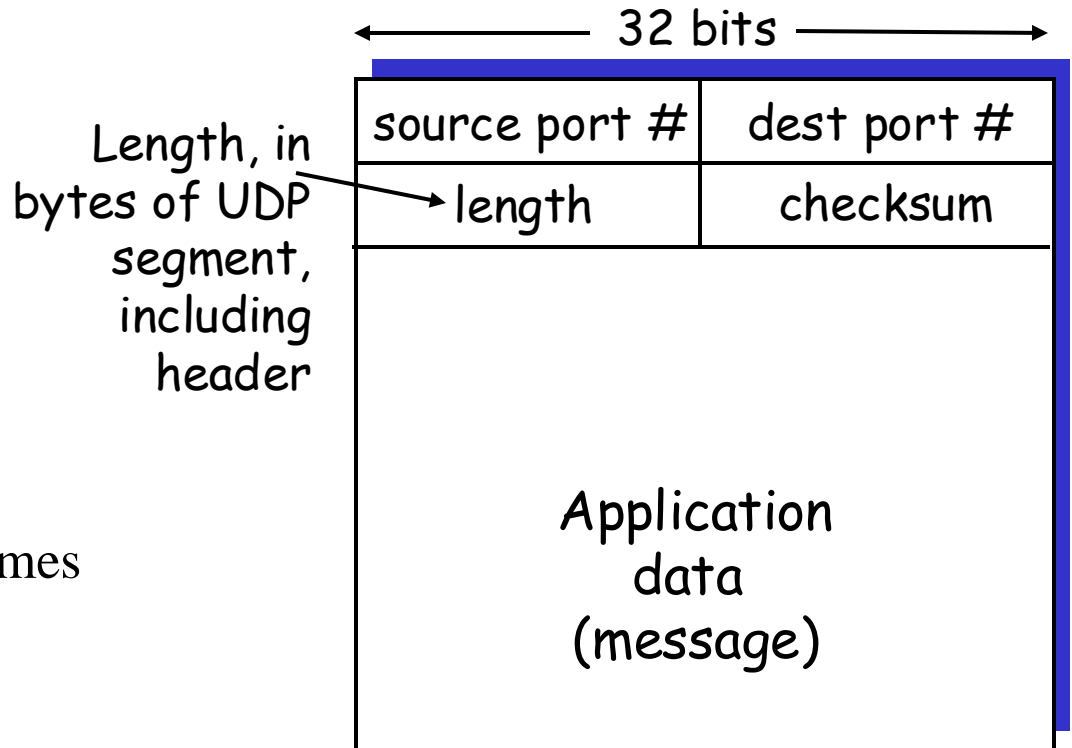 32 bits
source port # dest port #
Length, in
bytes of UDP
segment,
including
header
length checksum
Application
data
(message)
mes